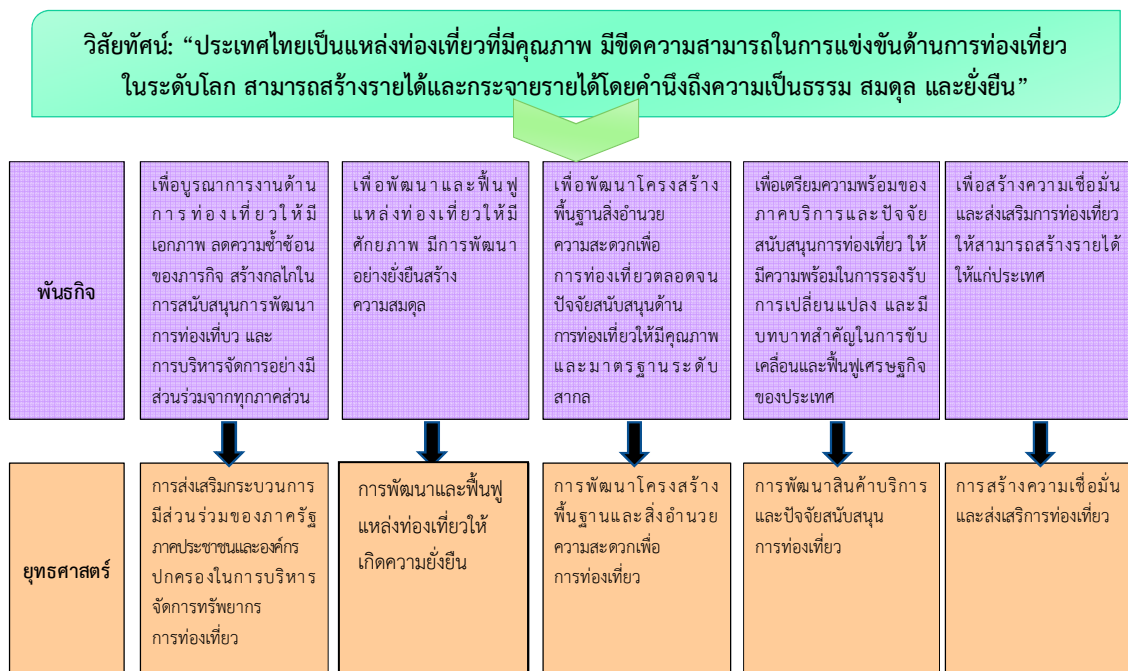 วิสัยทัศน์: “ประเทศไทยเป็นแหล่งท่องเที่ยวที่มีคุณภาพ มีขีดความสามารถในการแข่งขันด้านการท่องเที่ยว
ในระดับโลก สามารถสร้างรายได้และกระจายรายได้โดยคำนึงถึงความเป็นธรรม สมดุล และยั่งยืน”
พันธกิจ
เพื่อบูรณาการงานด้าน
การท่องเที่ยวให้มี
เอกภาพ ลดความซ้ำซ้อน
ของภารกิจ สร้างกลไกใน
การสนับสนุนการพัฒนา
การท่องเที่บว และ
การบริหารจัดการอย่างมี
ส่วนร่วมจากทุกภาคส่วน
เพื่อพัฒนาและฟื้นฟู
แหล่งท่องเที่ยวให้มี
ศักยภาพ มีการพัฒนา
อย่างยั่งยืนสร้าง
ความสมดุล
เพื่อพัฒนาโครงสร้าง
พื้นฐานสิ่งอำนวย
ความสะดวกเพื่อ
การท่องเที่ยวตลอดจน
ปัจจัยสนับสนุนด้าน
การท่องเที่ยวให้มีคุณภาพ
และมาตรฐานระดับ
สากล
เพื่อเตรียมความพร้อมของ
ภาคบริการและปัจจัย
สนับสนุนการท่องเที่ยว ให้
มีความพร้อมในการรองรับ
การเปลี่ยนแปลง และมี
บทบาทสำคัญในการขับ
เคลื่อนและฟื้นฟูเศรษฐกิจ
ของประเทศ
เพื่อสร้างความเชื่อมั่น
และส่งเสริมการท่องเที่ยว
ให้สามารถสร้างรายได้
ให้แก่ประเทศ
ยุทธศาสตร์
การส่งเสริมกระบวนการ
มีส่วนร่วมของภาครัฐ
ภาคประชาชนและองค์กร
ปกครองในการบริหาร
จัดการทรัพยากร
การท่องเที่ยว
การพัฒนาและฟื้นฟู
แหล่งท่องเที่ยวให้
เกิดความยั่งยืน
การพัฒนาโครงสร้าง
พื้นฐานและสิ่งอำนวย
ความสะดวกเพื่อ
การท่องเที่ยว
การพัฒนาสินค้าบริการ
และปัจจัยสนับสนุน
การท่องเที่ยว
การสร้างความเชื่อมั่น
และส่งเสริการท่องเที่ยว